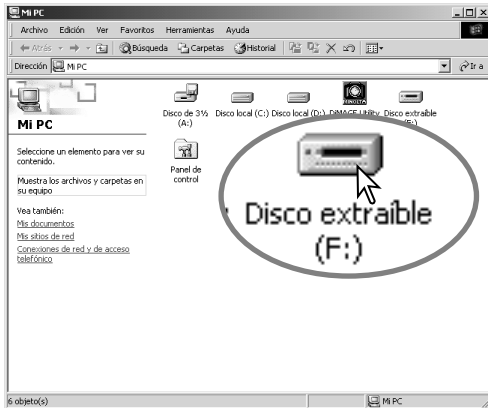 Mi PC
Archivo Edición Ver Favoritos Herramientas Ayuda
Atrás Búsqueda Carpetas Historial
Dirección Mi PC Ir a
Mi PC
Seleccione un elemento para ver su
contenido.
Muestra los archivos y carpetas en
su equipo
Vea también:
Mis documentos
Mis sitios de red
Conexiones de red y de acceso
telefónico
Disco de 3½
(A:)
Disco local (C:)
Disco local (D:)
DiMAGE Utility
Disco extraíble
(F:)
MINOLTA
Panel de
control
Disco extraíble
(F:)
6 objeto(s) Mi PC